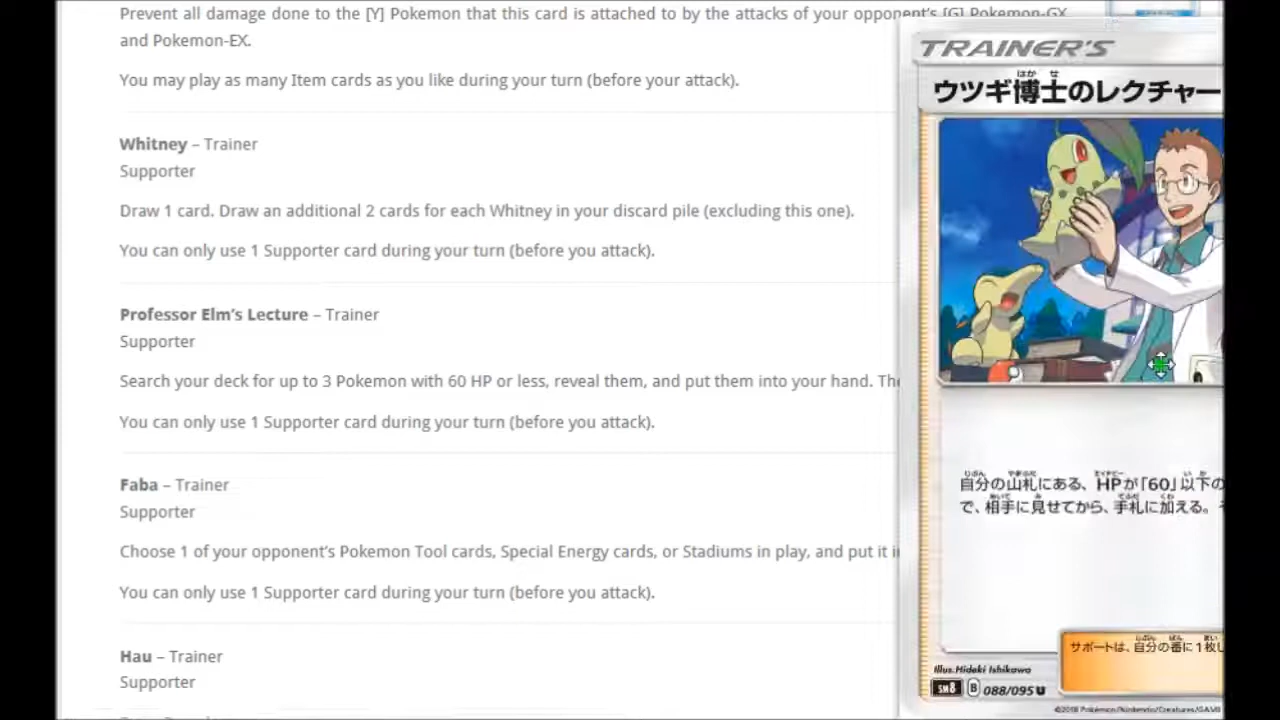 Prevent all damage done to the [Y] Pokemon that this card is attached to by the attacks of your opponent's [G] Pokemon-GX
and Pokemon-EX.
You may play as many Item cards as you like during your turn (before your attack).
Whitney – Trainer
Supporter
Draw 1 card. Draw an additional 2 cards for each Whitney in your discard pile (excluding this one).
You can only use 1 Supporter card during your turn (before you attack).
Professor Elm's Lecture – Trainer
Supporter
Search your deck for up to 3 Pokemon with 60 HP or less, reveal them, and put them into your hand.
You can only use 1 Supporter card during your turn (before you attack).
Faba – Trainer
Supporter
Choose 1 of your opponent's Pokemon Tool cards, Special Energy cards, or Stadiums in play, and put it
You can only use 1 Supporter card during your turn (before you attack).
Hau – Trainer
Supporter
TRAINER'S
ウツギ博士のレクチャー
自分の山札にある、HPが「60」以下の
で、相手に見せてから、手札に加える。
サポートは、自分の番に1枚し
Illus. Hideki Ishikawa
SM8 B 088/095 U
©2018 Pokémon/Nintendo/Creatures/GAME